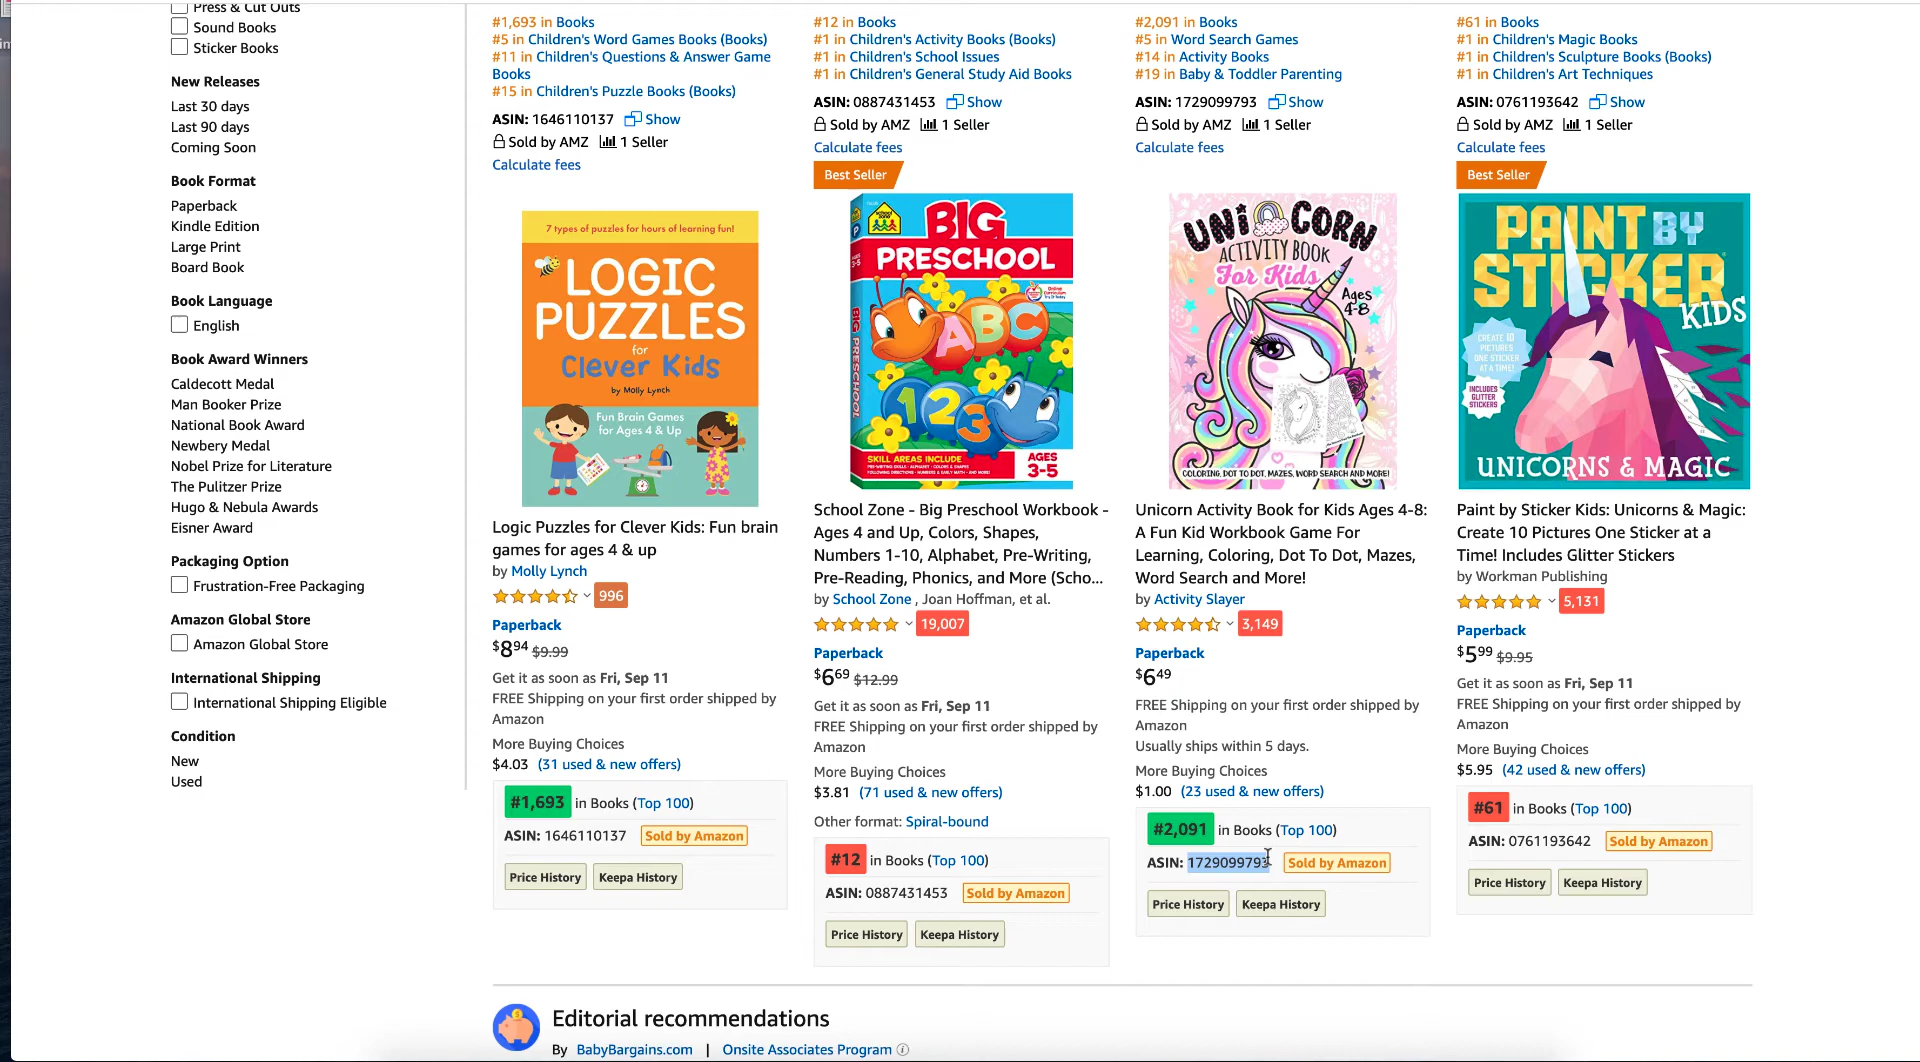 Press & Cut Outs
Sound Books
Sticker Books
New Releases
Last 30 days
Last 90 days
Coming Soon
Book Format
Paperback
Kindle Edition
Large Print
Board Book
Book Language
English
Book Award Winners
Caldecott Medal
Man Booker Prize
National Book Award
Newbery Medal
Nobel Prize for Literature
The Pulitzer Prize
Hugo & Nebula Awards
Eisner Award
Packaging Option
Frustration-Free Packaging
Amazon Global Store
Amazon Global Store
International Shipping
International Shipping Eligible
Condition
New
Used
#1,693 in Books
#5 in Children's Word Games Books (Books)
#11 in Children's Questions & Answer Game
Books
#15 in Children's Puzzle Books (Books)
ASIN: 1646110137 Show
Sold by AMZ 1 Seller
Calculate fees
7 types of puzzles for hours of learning fun!
LOGIC
PUZZLES
for
Clever Kids
by Molly Lynch
Fun Brain Games
for Ages 4 & Up
Logic Puzzles for Clever Kids: Fun brain
games for ages 4 & up
by Molly Lynch
996
Paperback
$8.94 $9.99
Get it as soon as Fri, Sep 11
FREE Shipping on your first order shipped by
Amazon
More Buying Choices
$4.03 (31 used & new offers)
#1,693 in Books (Top 100)
ASIN: 1646110137 Sold by Amazon
Price History Keepa History
#12 in Books
#1 in Children's Activity Books (Books)
#1 in Children's School Issues
#1 in Children's General Study Aid Books
ASIN: 0887431453 Show
Sold by AMZ 1 Seller
Calculate fees
Best Seller
BIG
PRESCHOOL
BIG PRESCHOOL
ABC
123
SKILL AREAS INCLUDE
AGES
3-5
School Zone - Big Preschool Workbook -
Ages 4 and Up, Colors, Shapes,
Numbers 1-10, Alphabet, Pre-Writing,
Pre-Reading, Phonics, and More (Scho...
by School Zone , Joan Hoffman, et al.
19,007
Paperback
$6.69 $12.99
Get it as soon as Fri, Sep 11
FREE Shipping on your first order shipped by
Amazon
More Buying Choices
$3.81 (71 used & new offers)
Other format: Spiral-bound
#12 in Books (Top 100)
ASIN: 0887431453 Sold by Amazon
Price History Keepa History
#2,091 in Books
#5 in Word Search Games
#14 in Activity Books
#19 in Baby & Toddler Parenting
ASIN: 1729099793 Show
Sold by AMZ 1 Seller
Calculate fees
UNICORN
ACTIVITY BOOK
For Kids
Ages
4-8
COLORING, DOT TO DOT, MAZES, WORD SEARCH AND MORE!
Unicorn Activity Book for Kids Ages 4-8:
A Fun Kid Workbook Game For
Learning, Coloring, Dot To Dot, Mazes,
Word Search and More!
by Activity Slayer
3,149
Paperback
$6.49
FREE Shipping on your first order shipped by
Amazon
Usually ships within 5 days.
More Buying Choices
$1.00 (23 used & new offers)
#2,091 in Books (Top 100)
ASIN: 1729099793 Sold by Amazon
Price History Keepa History
#61 in Books
#1 in Children's Magic Books
#1 in Children's Sculpture Books (Books)
#1 in Children's Art Techniques
ASIN: 0761193642 Show
Sold by AMZ 1 Seller
Calculate fees
Best Seller
PAINT BY
STICKER
KIDS
CREATE 10
PICTURES
ONE STICKER
AT A TIME!
INCLUDES
GLITTER
STICKERS
UNICORNS & MAGIC
Paint by Sticker Kids: Unicorns & Magic:
Create 10 Pictures One Sticker at a
Time! Includes Glitter Stickers
by Workman Publishing
5,131
Paperback
$5.99 $9.95
Get it as soon as Fri, Sep 11
FREE Shipping on your first order shipped by
Amazon
More Buying Choices
$5.95 (42 used & new offers)
#61 in Books (Top 100)
ASIN: 0761193642 Sold by Amazon
Price History Keepa History
Editorial recommendations
By BabyBargains.com | Onsite Associates Program